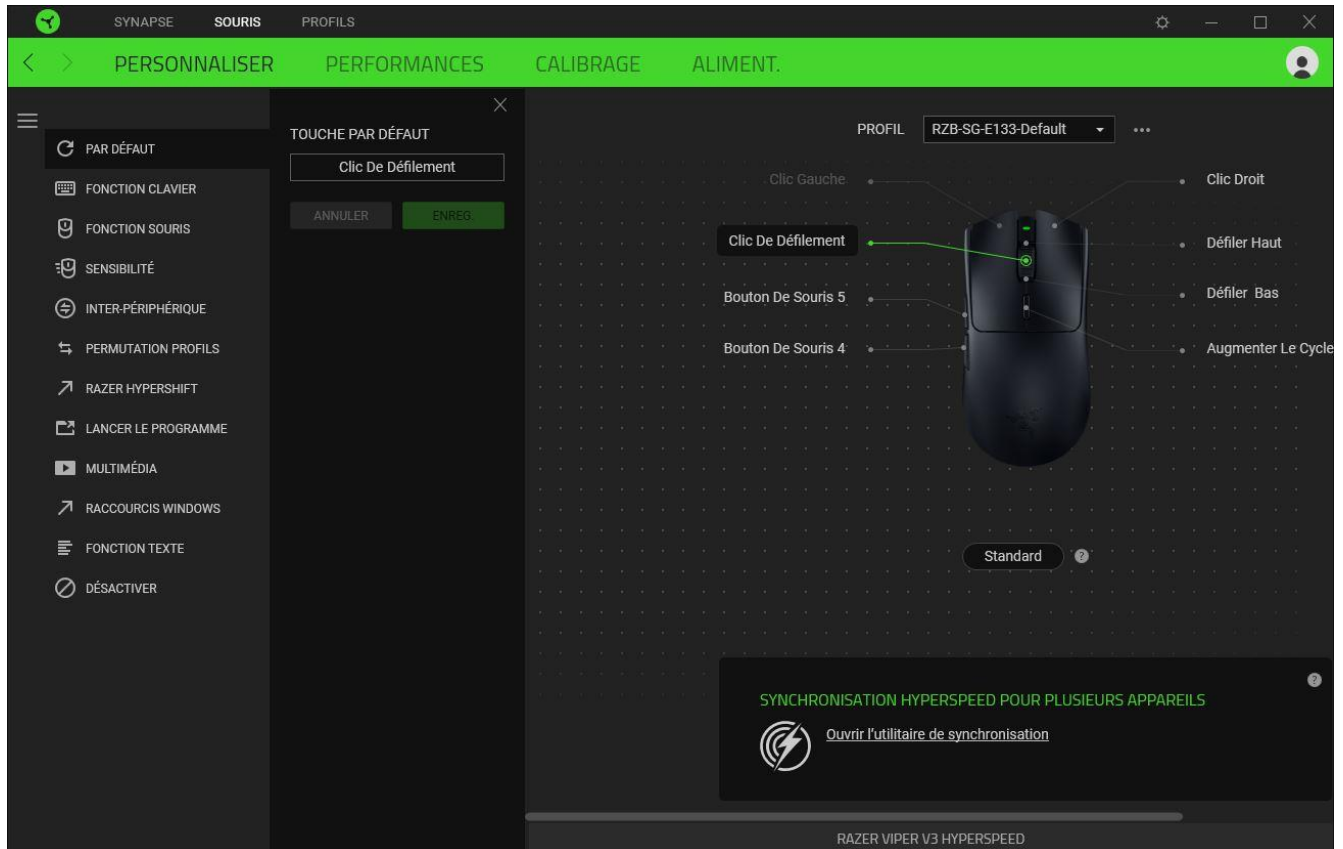 SYNAPSE SOURIS PROFILS
PERSONNALISER PERFORMANCES CALIBRAGE ALIMENT.
PAR DÉFAUT
FONCTION CLAVIER
FONCTION SOURIS
SENSIBILITÉ
INTER-PÉRIPHÉRIQUE
PERMUTATION PROFILS
RAZER HYPERSHIFT
LANCER LE PROGRAMME
MULTIMÉDIA
RACCOURCIS WINDOWS
FONCTION TEXTE
DÉSACTIVER
TOUCHE PAR DÉFAUT
Clic De Défilement
ANNULER ENREG.
PROFIL RZB-SG-E133-Default
Clic Gauche
Clic De Défilement
Bouton De Souris 5
Bouton De Souris 4
Clic Droit
Défiler Haut
Défiler Bas
Augmenter Le Cycle
Standard ?
?
SYNCHRONISATION HYPERSPEED POUR PLUSIEURS APPAREILS
Ouvrir l'utilitaire de synchronisation
RAZER VIPER V3 HYPERSPEED